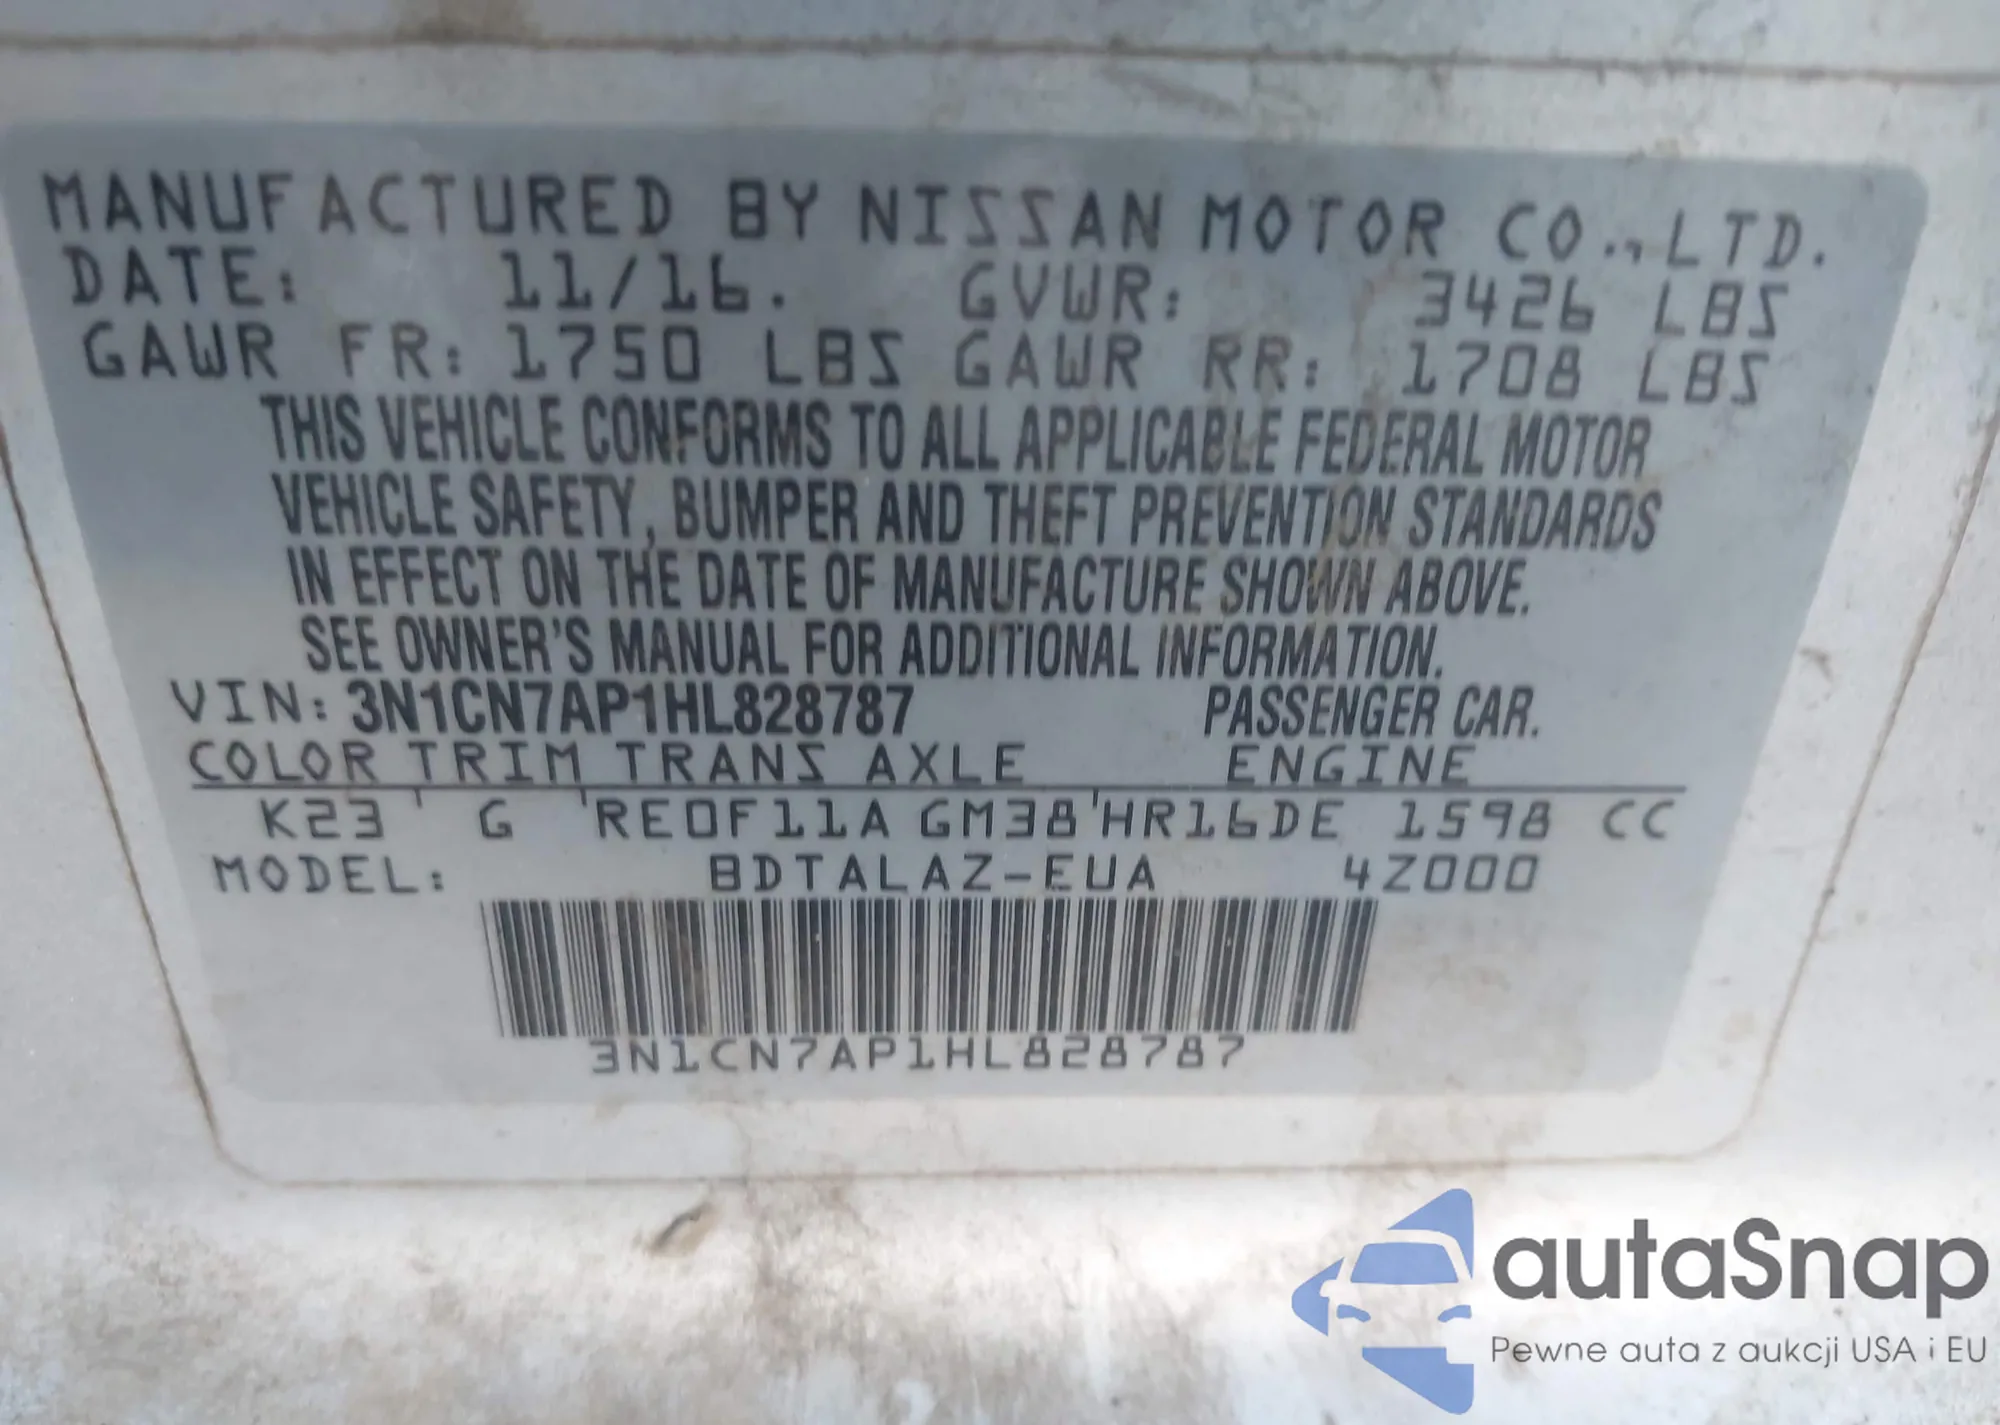 MANUFACTURED BY NISSAN MOTOR CO., LTD.
DATE: 11/16. GVWR: 3426 LBS
GAWR FR: 1750 LBS GAWR RR: 1708 LBS
THIS VEHICLE CONFORMS TO ALL APPLICABLE FEDERAL MOTOR
VEHICLE SAFETY, BUMPER AND THEFT PREVENTION STANDARDS
IN EFFECT ON THE DATE OF MANUFACTURE SHOWN ABOVE.
SEE OWNER'S MANUAL FOR ADDITIONAL INFORMATION.
VIN: 3N1CN7AP1HL828787 PASSENGER CAR.
COLOR TRIM TRANS AXLE ENGINE
K23 ' G ' RE0F11A GM38 ' HR16DE 1598 CC
MODEL: BDTALAZ-EUA 4Z000
3N1CN7AP1HL828787
autaSnap
Pewne auta z aukcji USA i EU